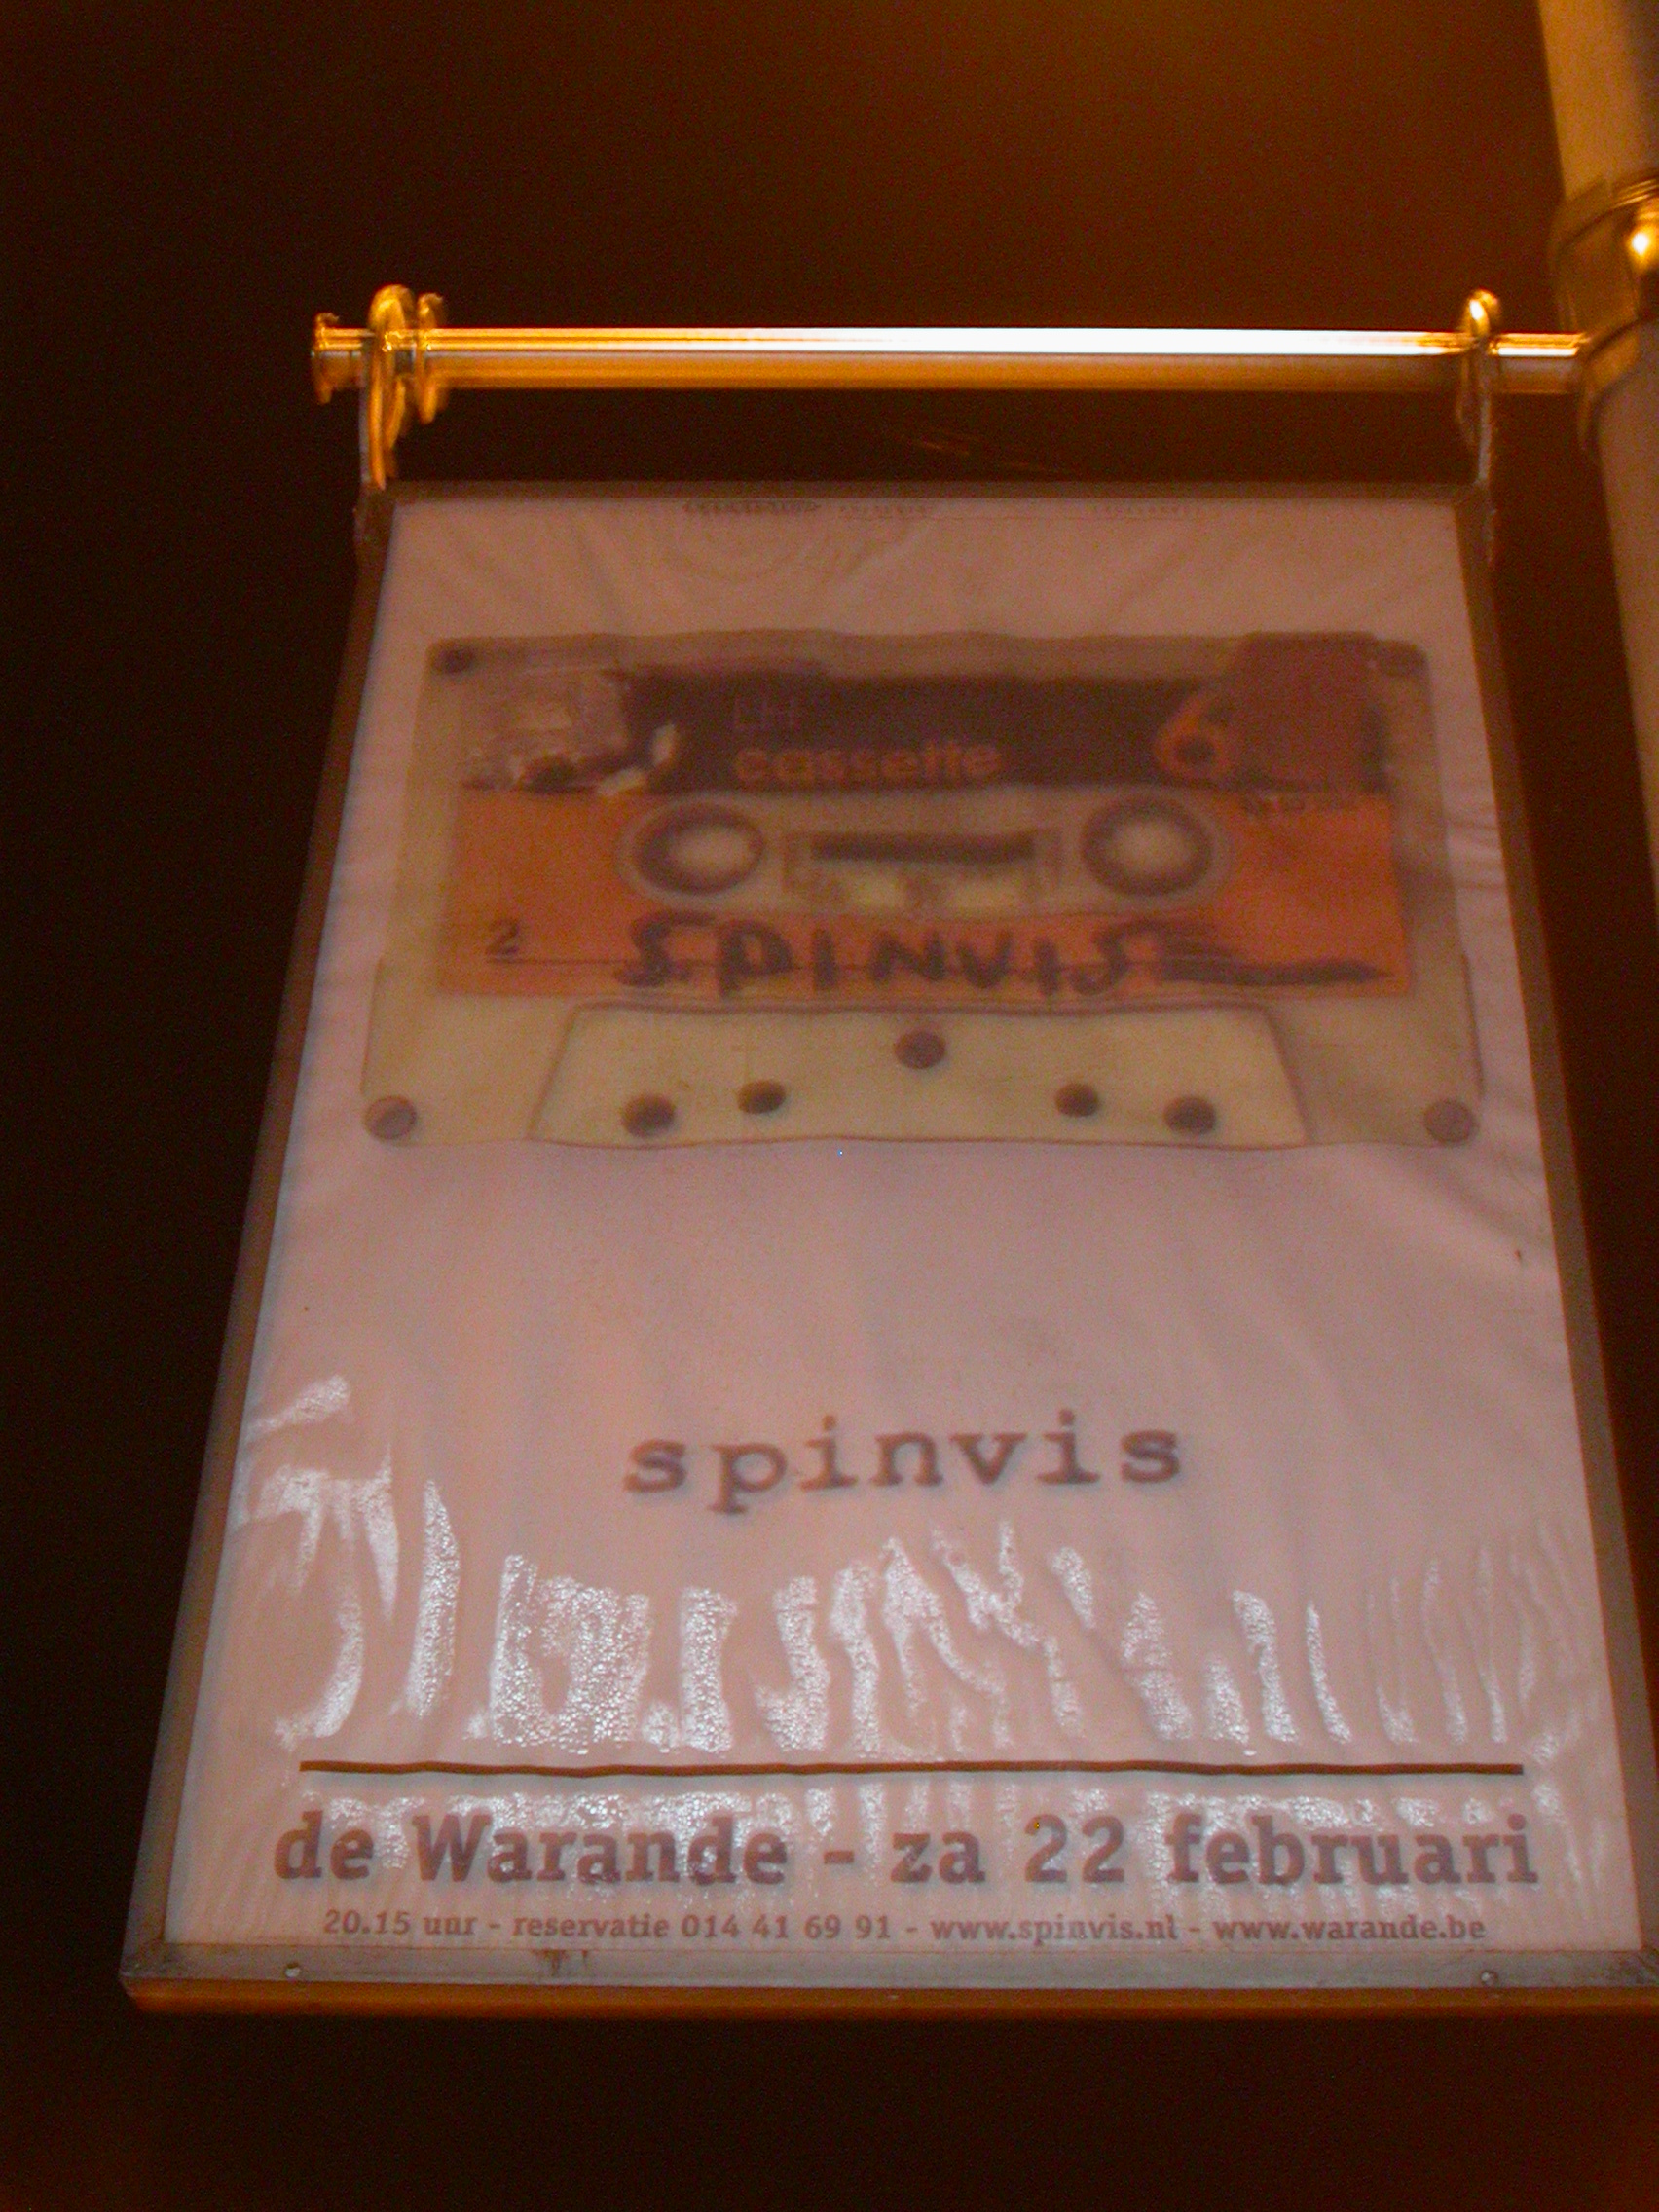 LH
cassette 6
2 SPINVIS
spinvis
de Warande - za 22 februari
20.15 uur - reservatie 014 41 69 91 - www.spinvis.nl - www.warande.be